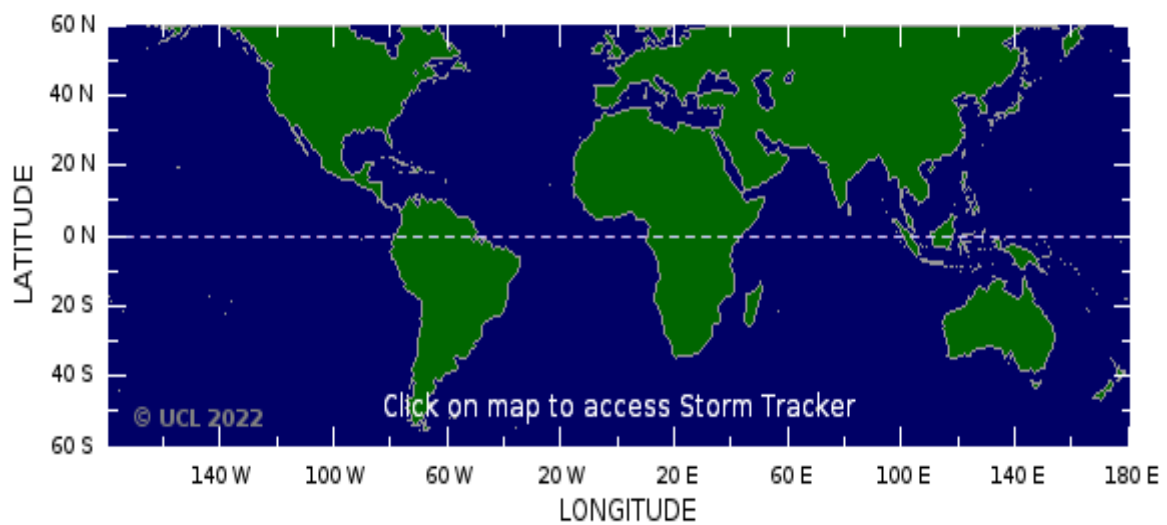 60 N
40 N
20 N
0 N
20 S
40 S
60 S
LATITUDE
Click on map to access Storm Tracker
© UCL 2022
140 W 100 W 60 W 20 W 20 E 60 E 100 E 140 E 180 E
LONGITUDE